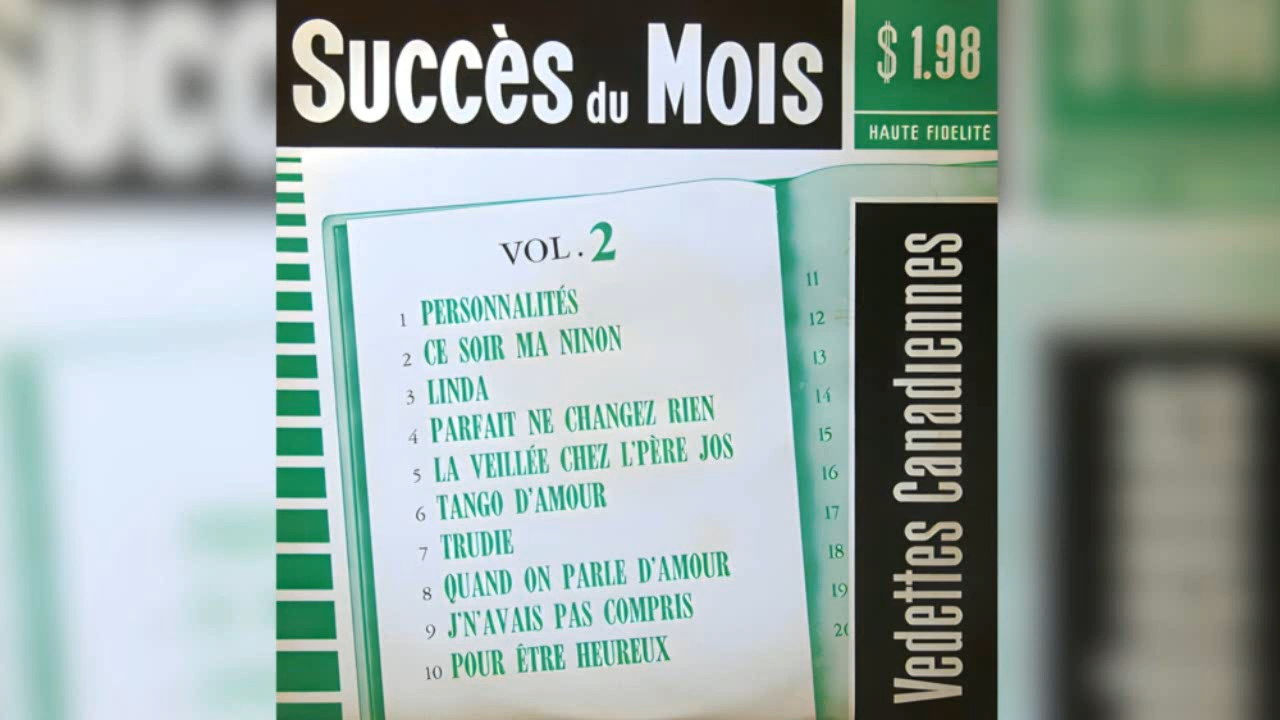 SUCCÈS du MOIS
$1.98
HAUTE FIDELITÉ
VOL. 2
1 PERSONNALITÉS
2 CE SOIR MA NINON
3 LINDA
4 PARFAIT NE CHANGEZ RIEN
5 LA VEILLÉE CHEZ L'PÈRE JOS
6 TANGO D'AMOUR
7 TRUDIE
8 QUAND ON PARLE D'AMOUR
9 J'N'AVAIS PAS COMPRIS
10 POUR ÊTRE HEUREUX
11
12
13
14
15
16
17
18
19
20
Vedettes Canadiennes